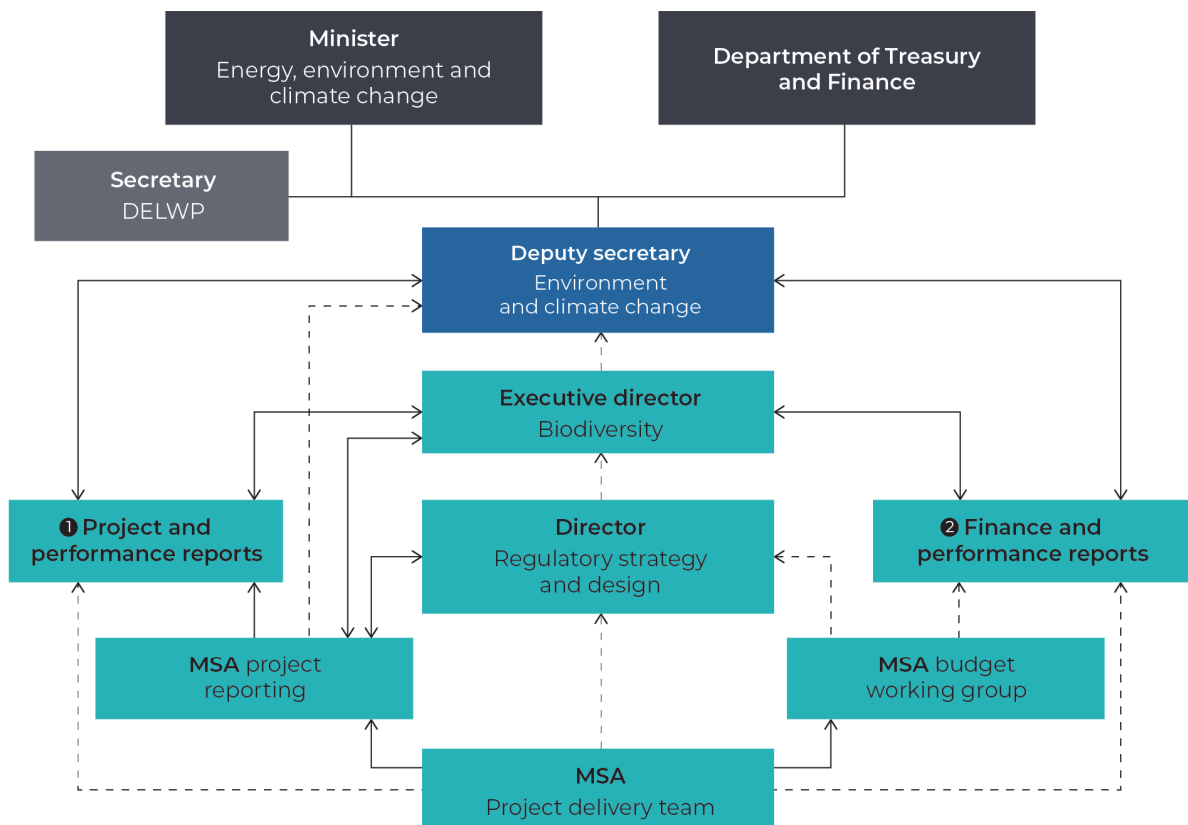 Minister
Energy, environment and
climate change
Department of Treasury
and Finance
Secretary
DELWP
Deputy secretary
Environment
and climate change
Executive director
Biodiversity
❶ Project and
performance reports
Director
Regulatory strategy
and design
❷ Finance and
performance reports
MSA project
reporting
MSA budget
working group
MSA
Project delivery team